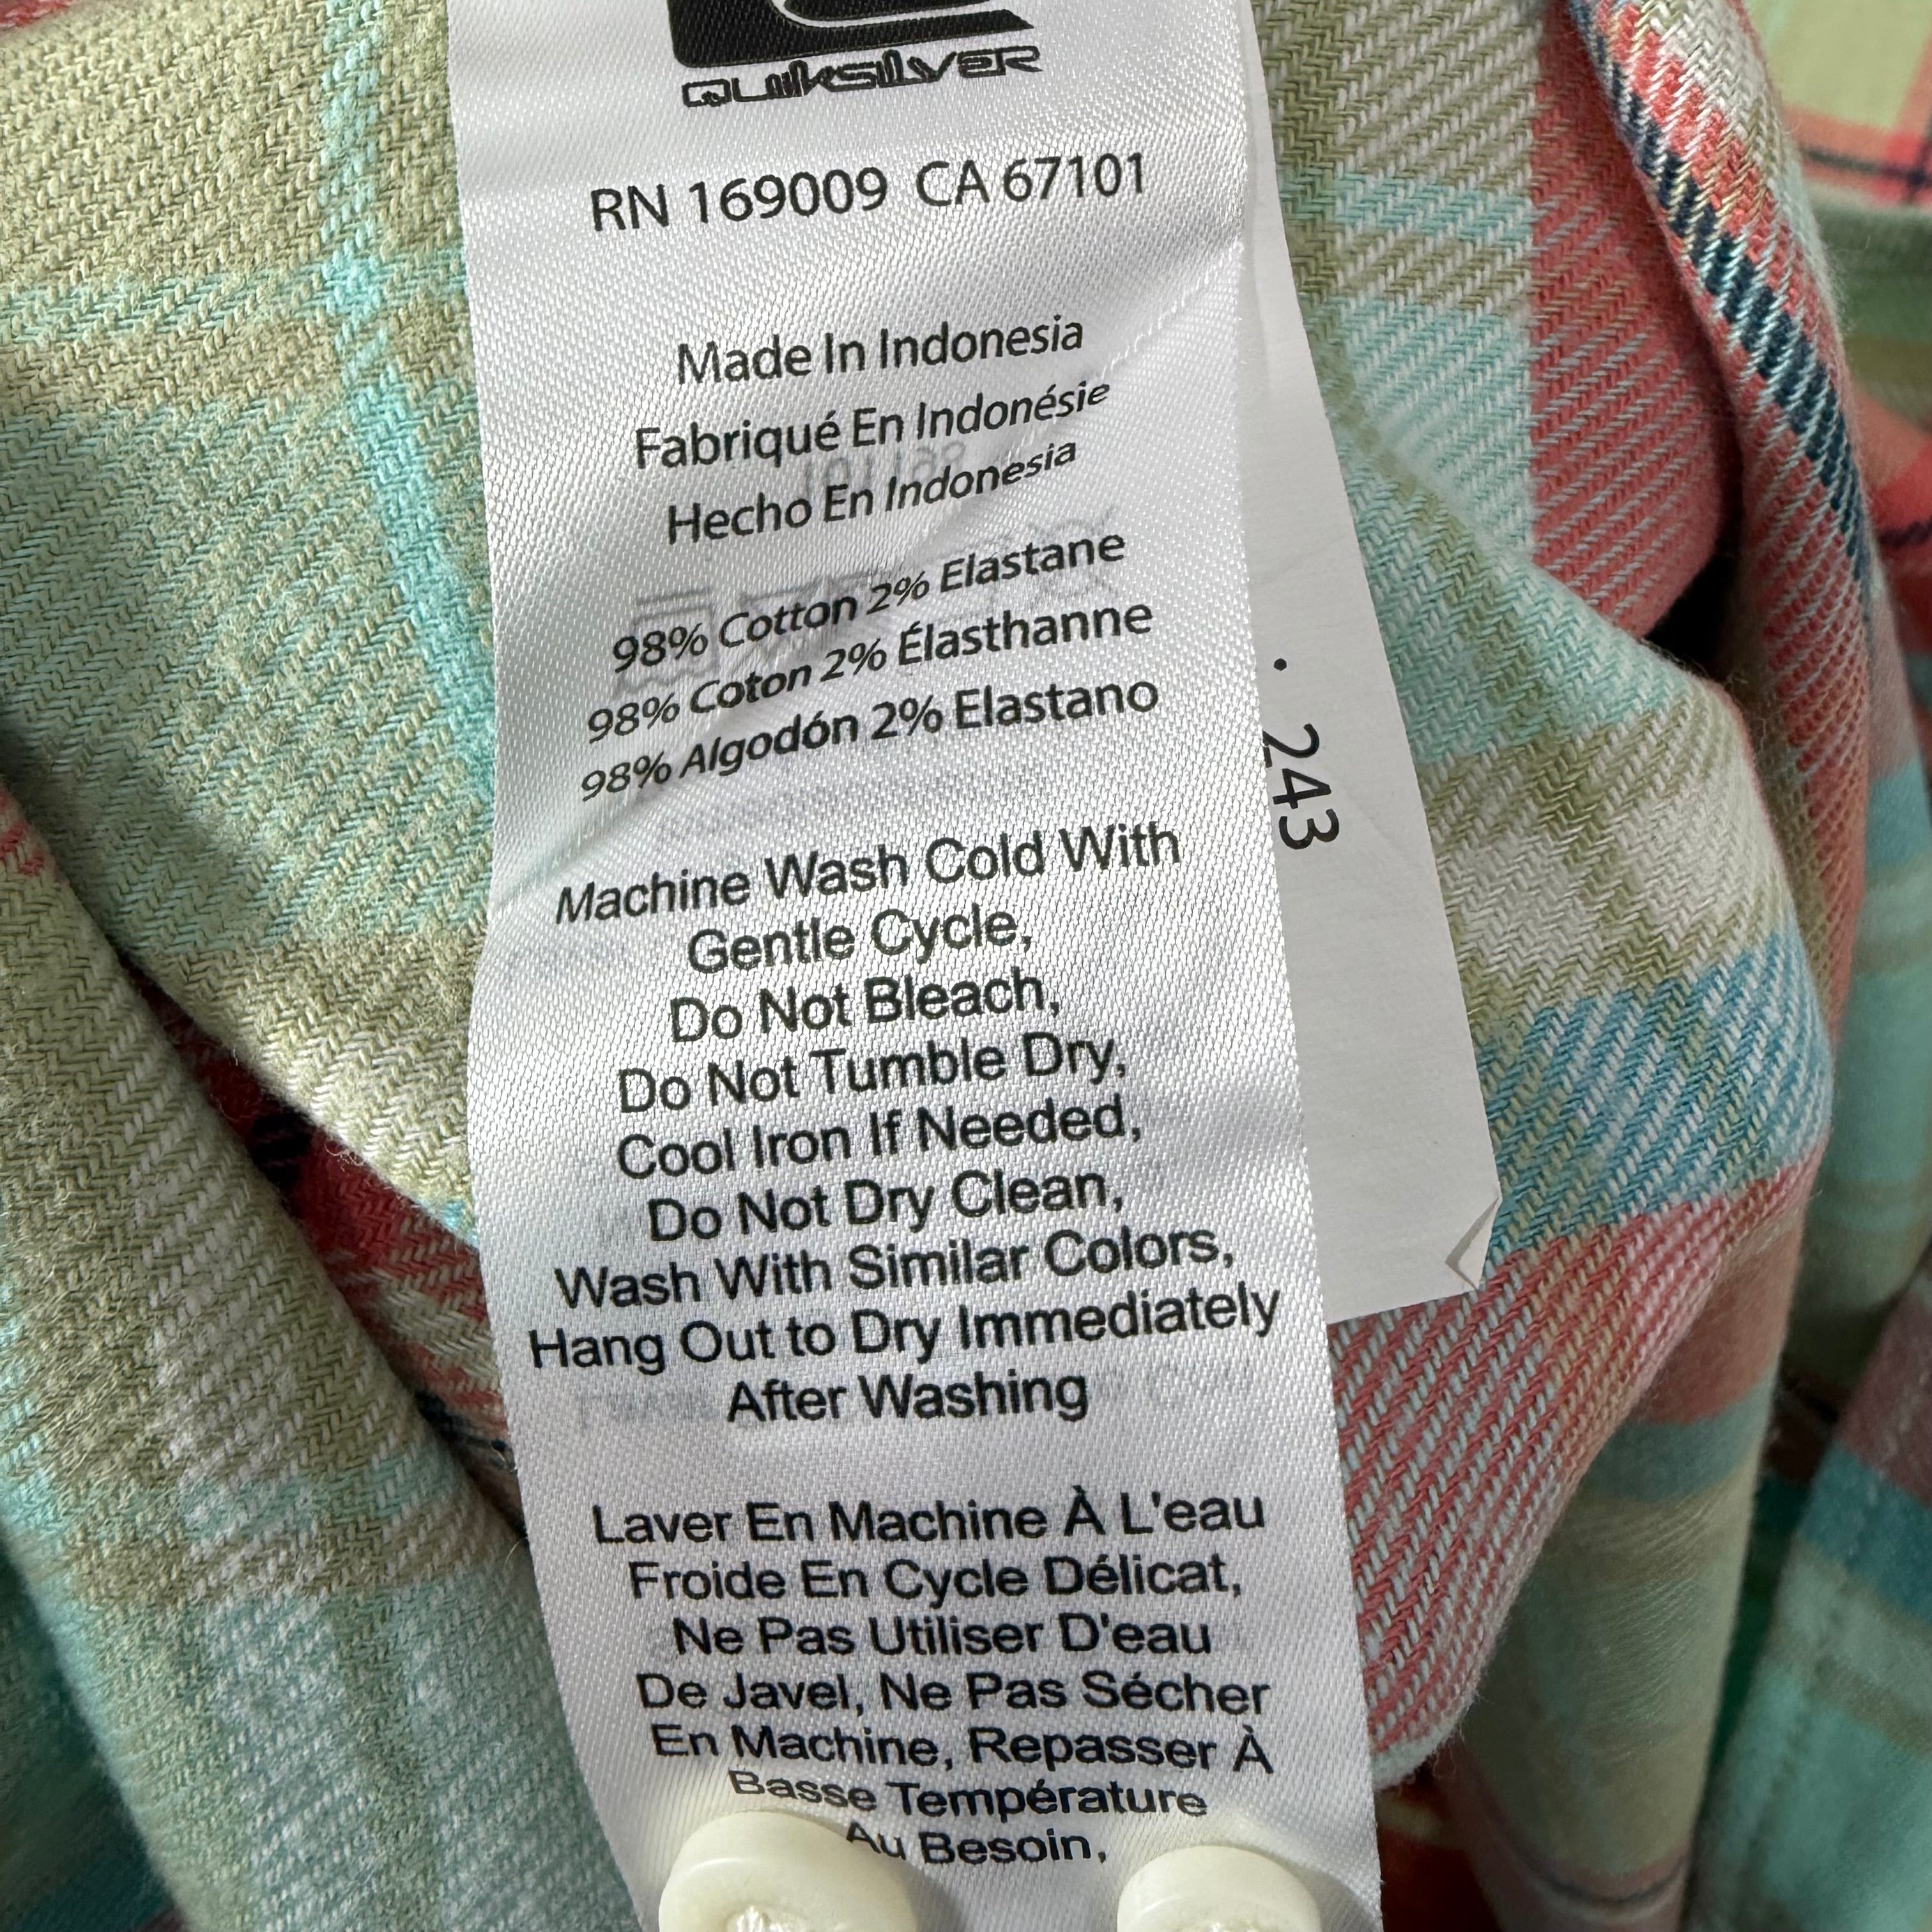 QUIKSILVER
RN 169009 CA 67101
Made In Indonesia
Fabriqué En Indonésie
Hecho En Indonesia
98% Cotton 2% Elastane
98% Coton 2% Élasthanne
98% Algodón 2% Elastano
Machine Wash Cold With
Gentle Cycle,
Do Not Bleach,
Do Not Tumble Dry,
Cool Iron If Needed,
Do Not Dry Clean,
Wash With Similar Colors,
Hang Out to Dry Immediately
After Washing
Laver En Machine À L'eau
Froide En Cycle Délicat,
Ne Pas Utiliser D'eau
De Javel, Ne Pas Sécher
En Machine, Repasser À
Basse Température
Au Besoin,
. 243